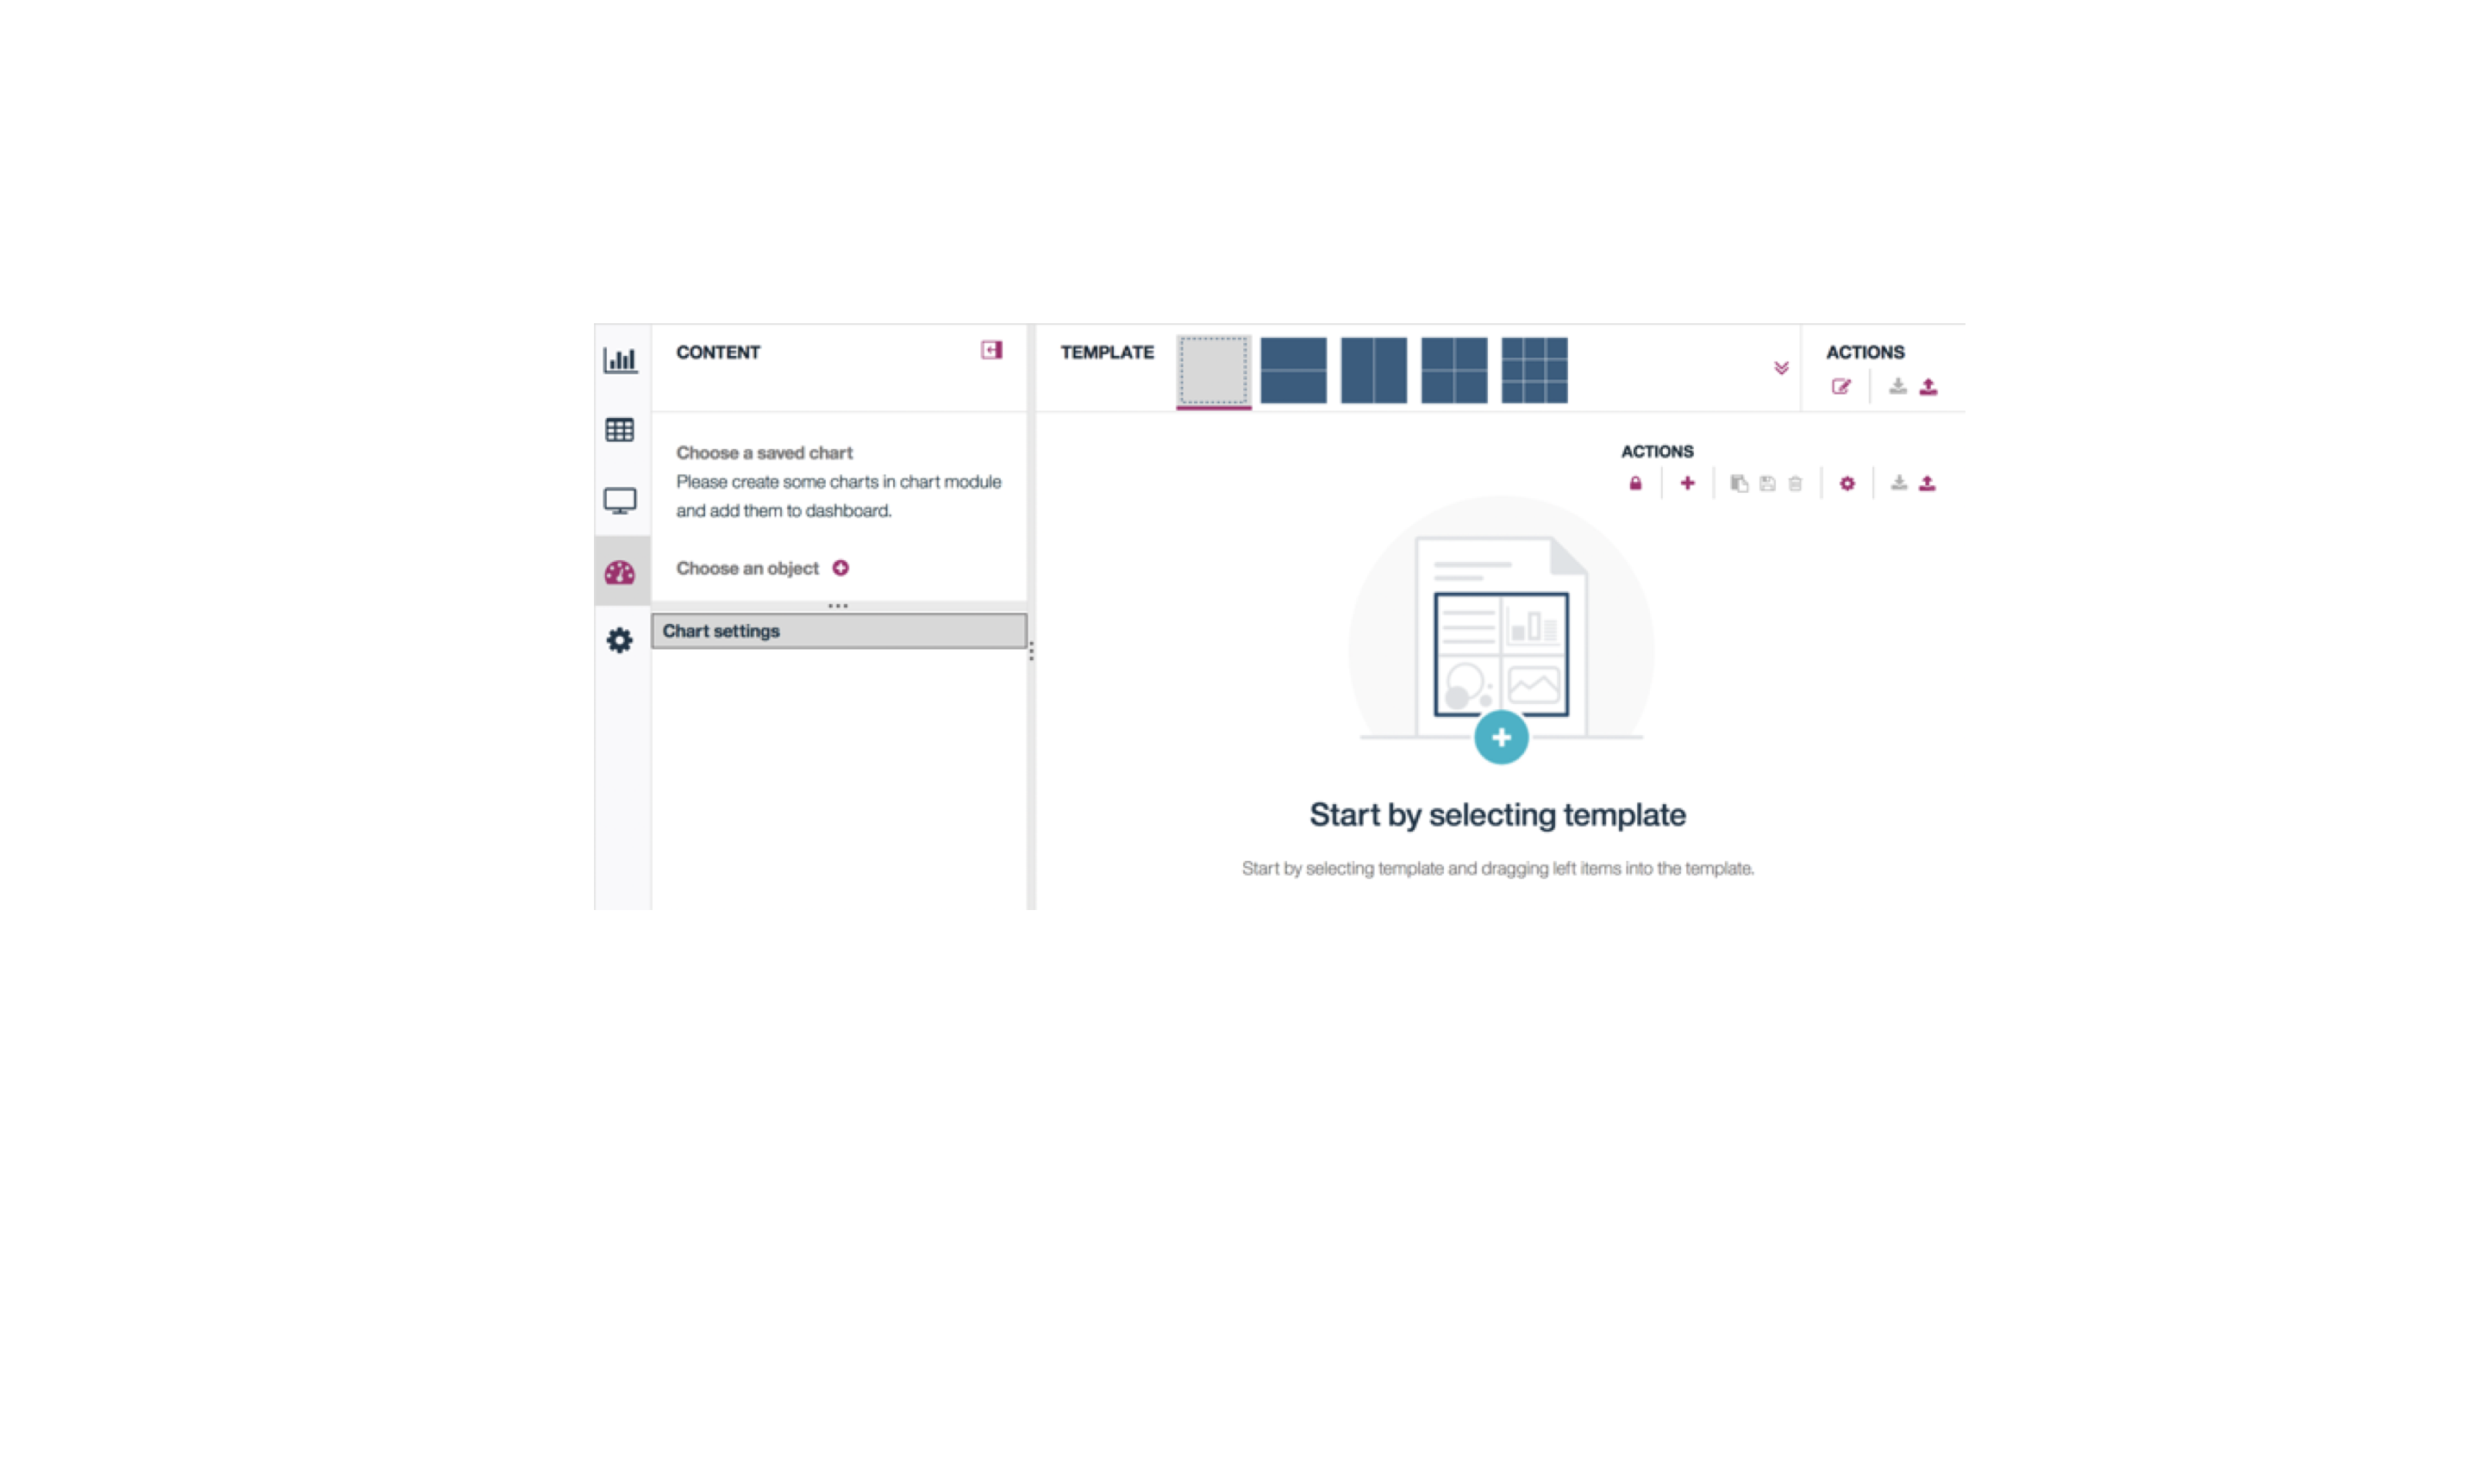 CONTENT
TEMPLATE
ACTIONS
Choose a saved chart
Please create some charts in chart module
and add them to dashboard.
Choose an object
Chart settings
ACTIONS
Start by selecting template
Start by selecting template and dragging left items into the template.